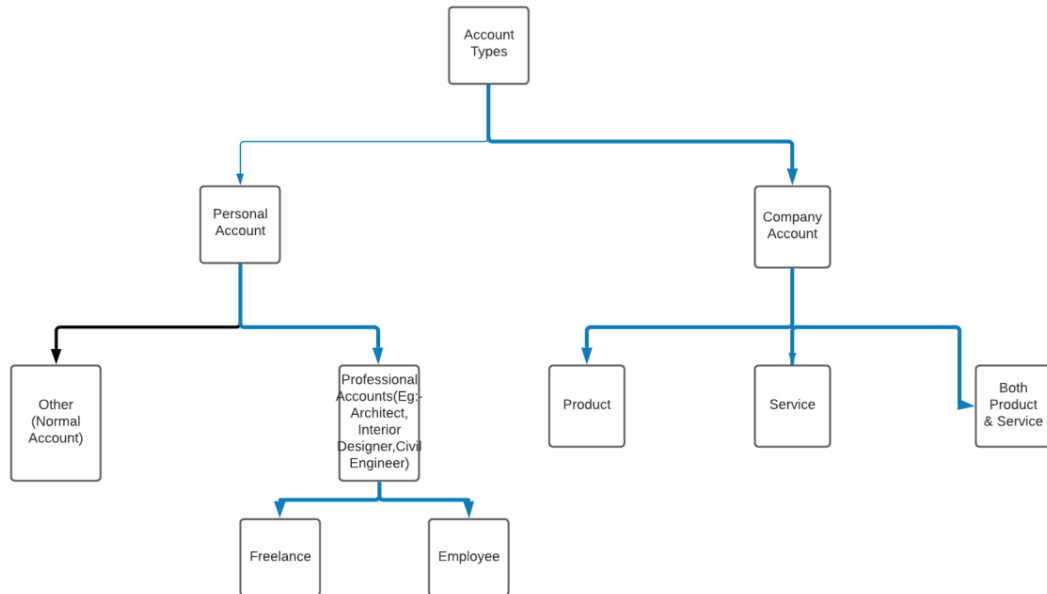 Account
Types
Personal
Account
Company
Account
Other
(Normal
Account)
Professional
Accounts(Eg:-
Architect,
Interior
Designer,Civil
Engineer)
Product
Service
Both
Product
& Service
Freelance
Employee